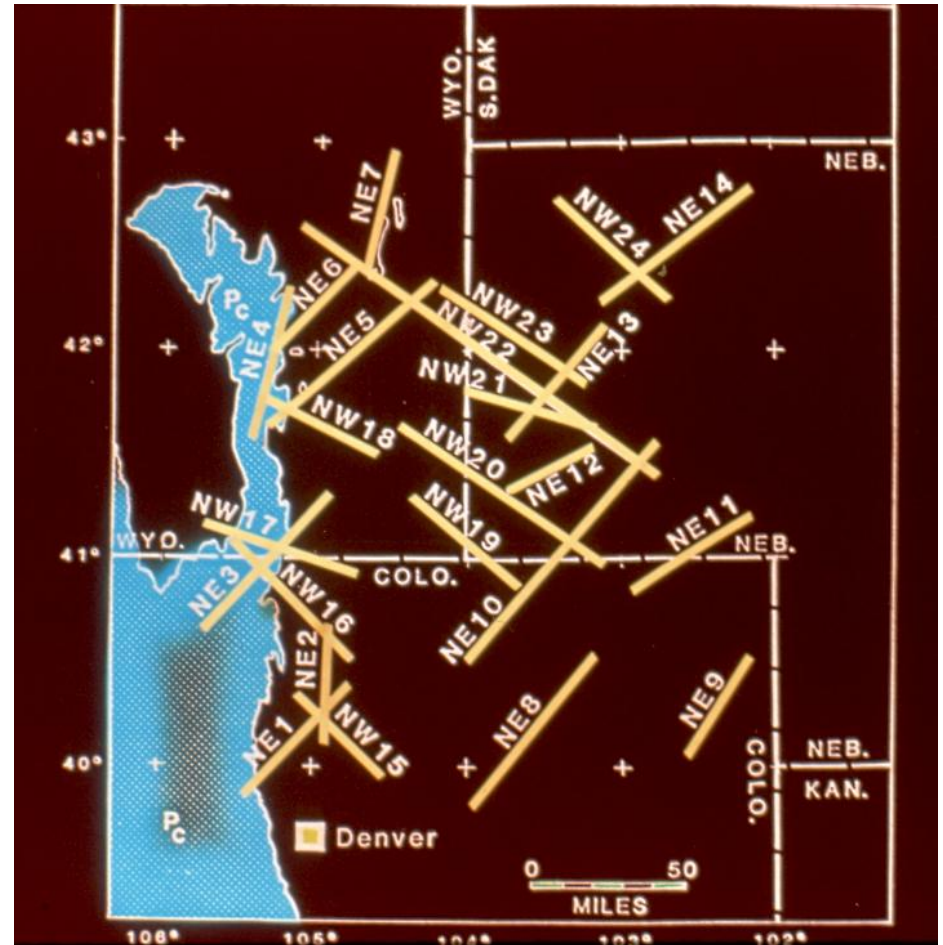 WYO.
S.DAK
43°
NEB.
NE7
NW24
NE14
NE6
Pc
NW23
NE4
NE5
NW22
NE13
42°
NW21
NW18
NW20
NE12
NW17
NW19
NE11
WYO.
41°
NEB.
COLO.
NE3
NW16
NE10
NE2
NE8
NE9
NE1
NW15
40°
COLO.
NEB.
KAN.
Pc
Denver
0 50
MILES
106° 105° 104° 103° 102°